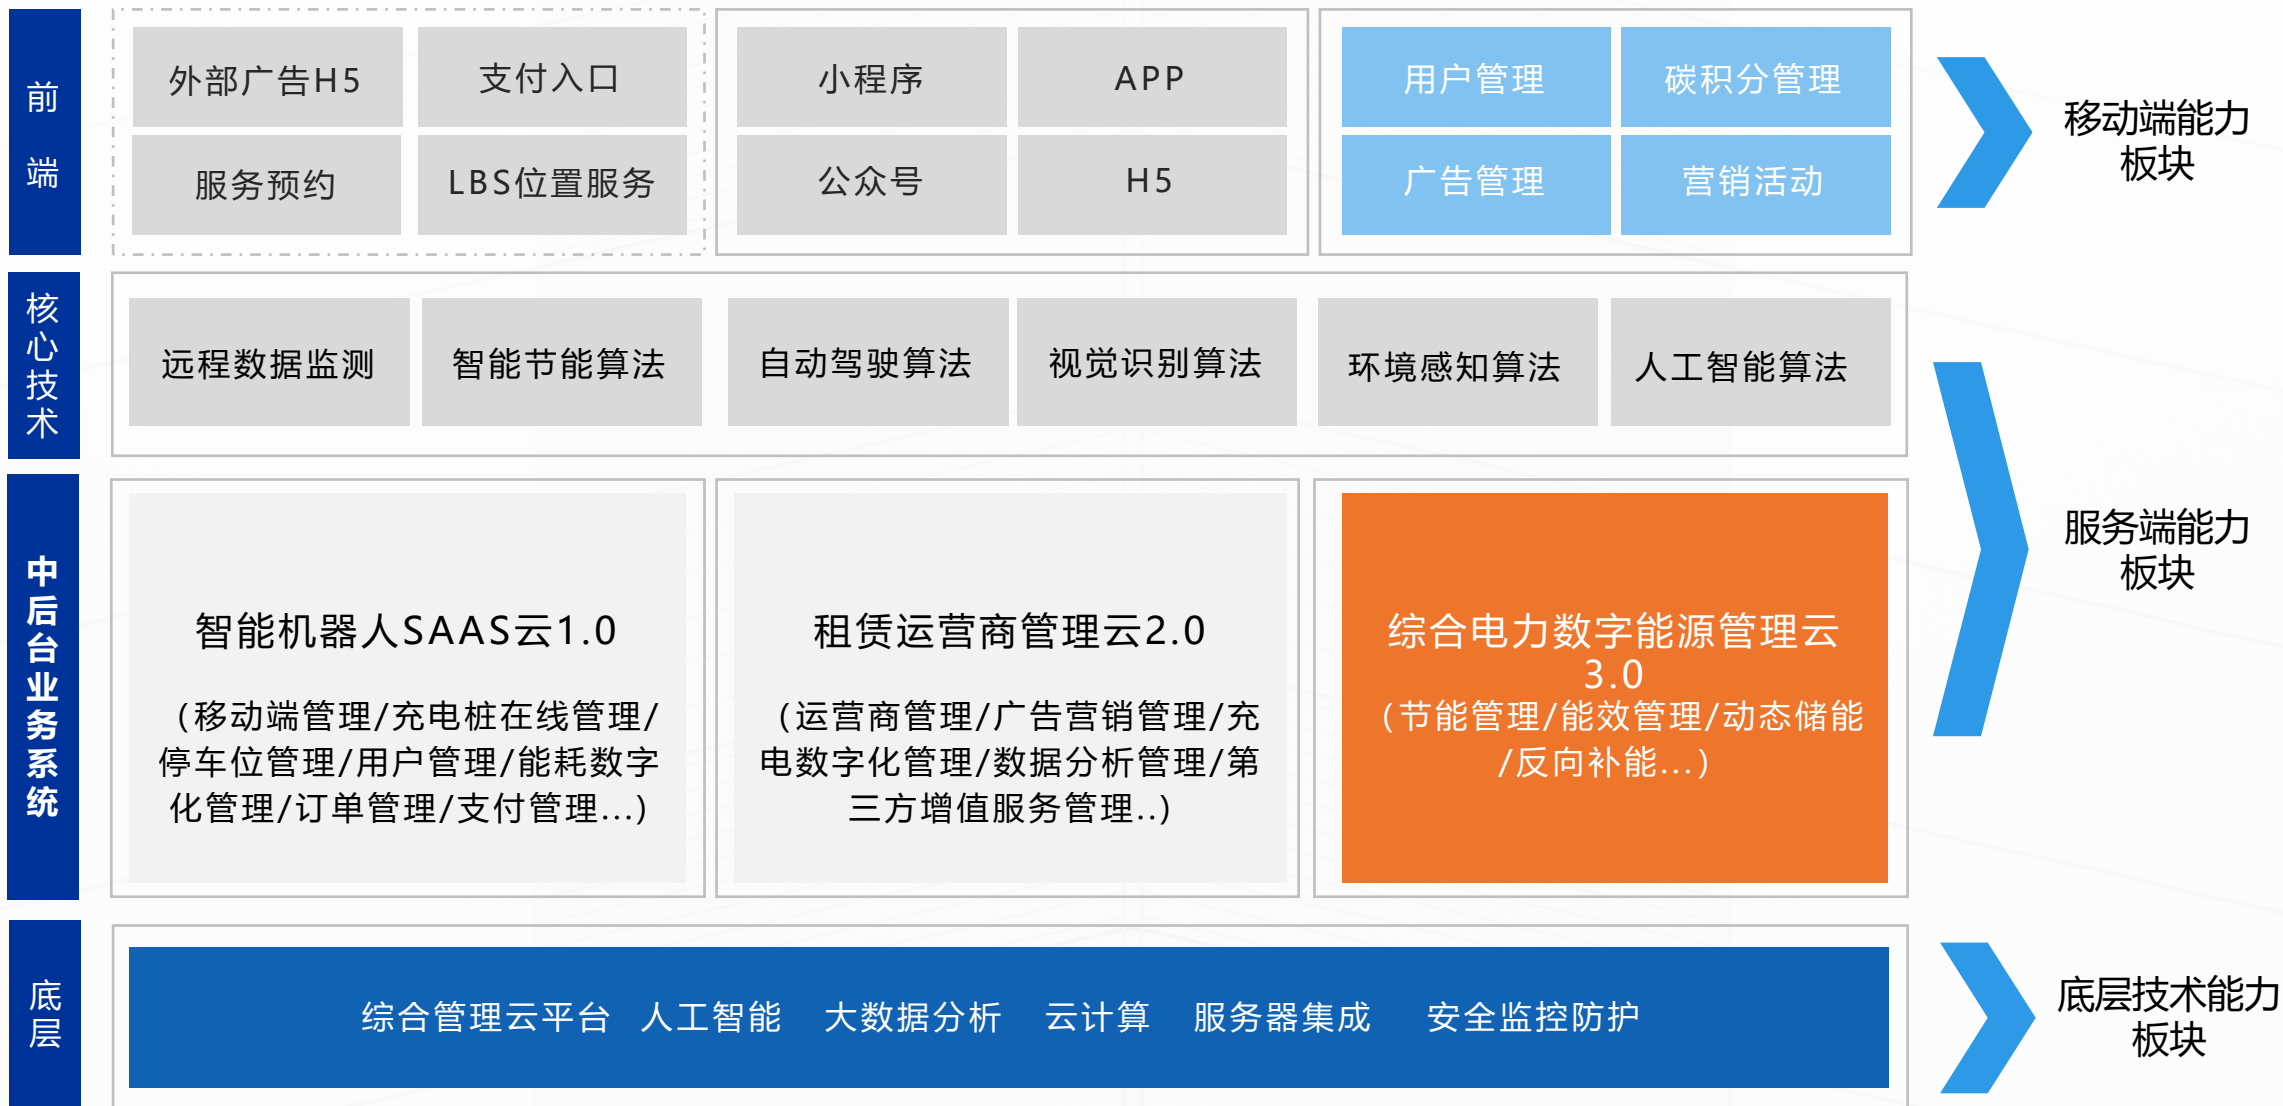 前
端
外部广告H5
支付入口
服务预约
LBS位置服务
小程序
APP
公众号
H5
用户管理
碳积分管理
广告管理
营销活动
移动端能力
板块
核
心
技
术
远程数据监测
智能节能算法
自动驾驶算法
视觉识别算法
环境感知算法
人工智能算法
中
后
台
业
务
系
统
智能机器人SAAS云1.0
（移动端管理/充电桩在线管理/
停车位管理/用户管理/能耗数字
化管理/订单管理/支付管理...)
租赁运营商管理云2.0
（运营商管理/广告营销管理/充
电数字化管理/数据分析管理/第
三方增值服务管理..)
综合电力数字能源管理云
3.0
(节能管理/能效管理/动态储能
/反向补能...)
服务端能力
板块
底
层
综合管理云平台 人工智能 大数据分析 云计算 服务器集成 安全监控防护
底层技术能力
板块